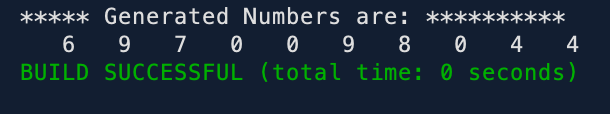 ***** Generated Numbers are: **********
6 9 7 0 0 9 8 0 4 4
BUILD SUCCESSFUL (total time: 0 seconds)